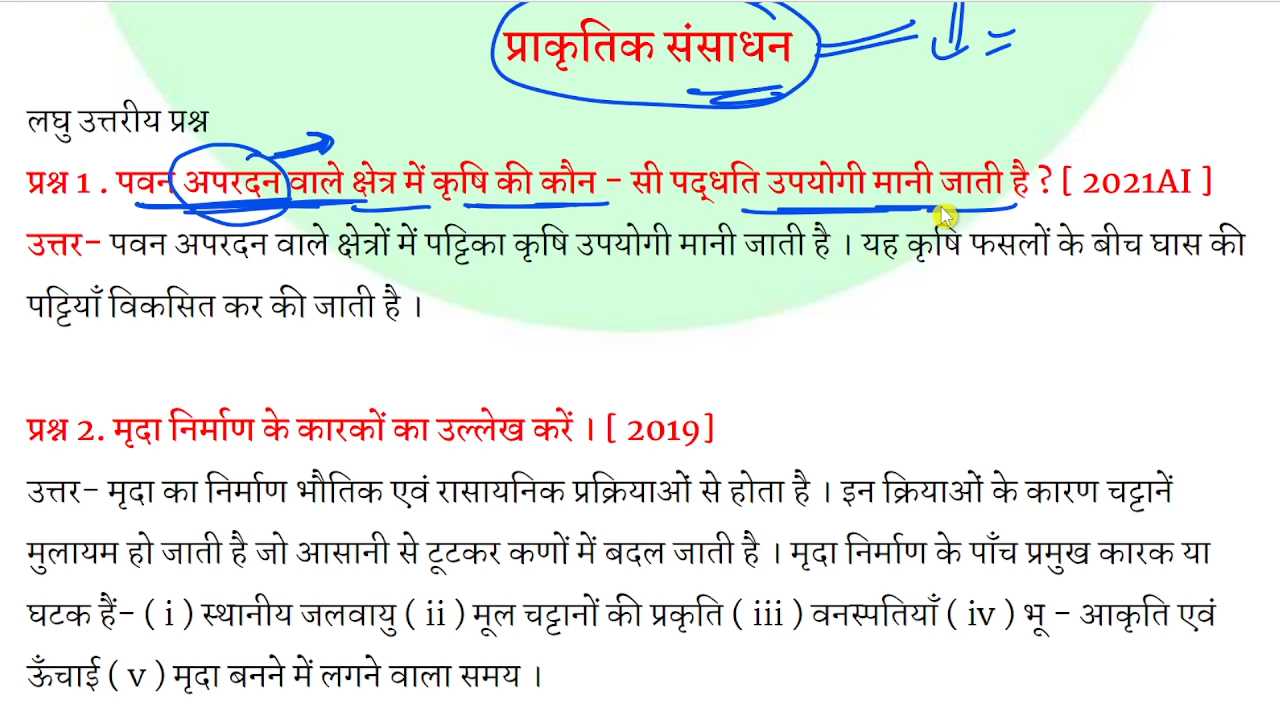 प्राकृतिक संसाधन
लघु उत्तरीय प्रश्न
प्रश्न 1 . पवन अपरदन वाले क्षेत्र में कृषि की कौन - सी पद्धति उपयोगी मानी जाती है ? [ 2021AI ]
उत्तर- पवन अपरदन वाले क्षेत्रों में पट्टिका कृषि उपयोगी मानी जाती है । यह कृषि फसलों के बीच घास की
पट्टियाँ विकसित कर की जाती है ।
प्रश्न 2. मृदा निर्माण के कारकों का उल्लेख करें । [ 2019]
उत्तर- मृदा का निर्माण भौतिक एवं रासायनिक प्रक्रियाओं से होता है । इन क्रियाओं के कारण चट्टानें
मुलायम हो जाती है जो आसानी से टूटकर कणों में बदल जाती है । मृदा निर्माण के पाँच प्रमुख कारक या
घटक हैं- ( i ) स्थानीय जलवायु ( ii ) मूल चट्टानों की प्रकृति ( iii ) वनस्पतियाँ ( iv ) भू - आकृति एवं
ऊँचाई ( v ) मृदा बनने में लगने वाला समय ।